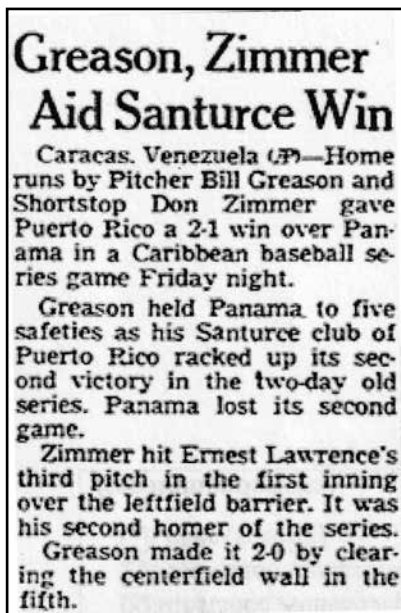 Greason, Zimmer
Aid Santurce Win
Caracas, Venezuela (AP)—Home
runs by Pitcher Bill Greason and
Shortstop Don Zimmer gave
Puerto Rico a 2-1 win over Pan-
ama in a Caribbean baseball se-
ries game Friday night.
Greason held Panama to five
safeties as his Santurce club of
Puerto Rico racked up its sec-
ond victory in the two-day old
series. Panama lost its second
game.
Zimmer hit Ernest Lawrence's
third pitch in the first inning
over the leftfield barrier. It was
his second homer of the series.
Greason made it 2-0 by clear-
ing the centerfield wall in the
fifth.